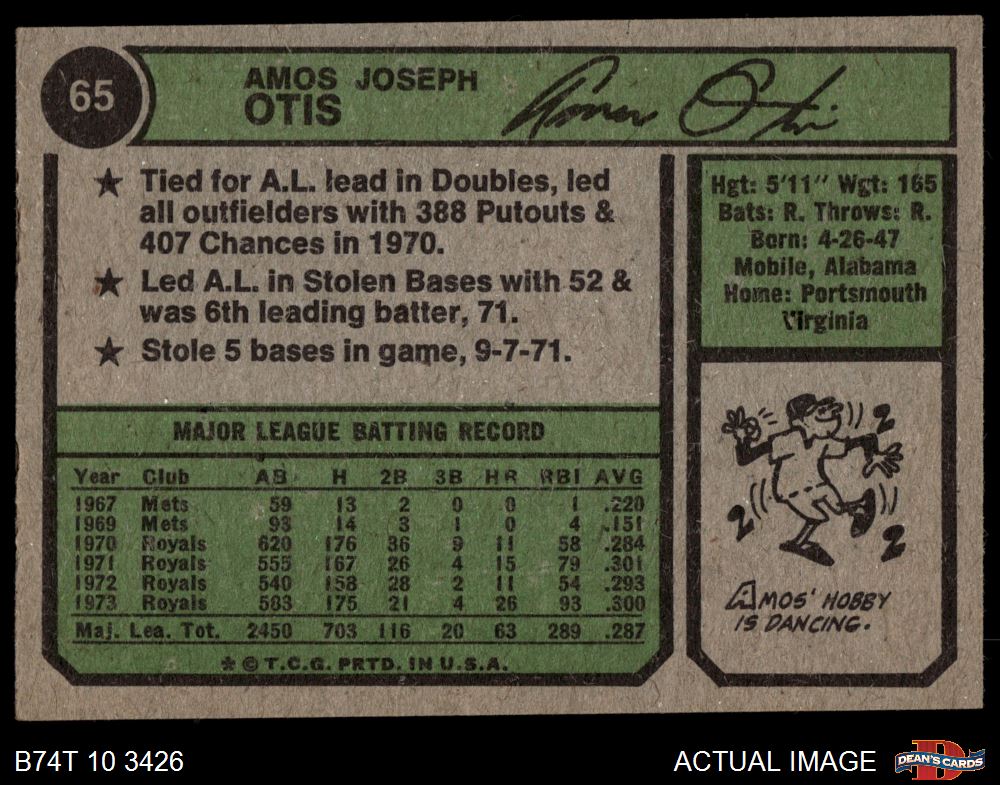 65
AMOS JOSEPH
OTIS
Amos Otis
★ Tied for A.L. lead in Doubles, led
all outfielders with 388 Putouts &
407 Chances in 1970.
★ Led A.L. in Stolen Bases with 52 &
was 6th leading batter, 71.
★ Stole 5 bases in game, 9-7-71.
Hgt: 5'11" Wgt: 165
Bats: R. Throws: R.
Born: 4-26-47
Mobile, Alabama
Home: Portsmouth
Virginia
MAJOR LEAGUE BATTING RECORD
Year Club AB H 2B 3B HR RBI AVG
1967 Mets 59 13 2 0 0 1 .220
1969 Mets 93 14 3 1 0 4 .151
1970 Royals 620 176 36 9 11 58 .284
1971 Royals 555 167 26 4 15 79 .301
1972 Royals 540 158 28 2 11 54 .293
1973 Royals 583 175 21 4 26 93 .300
Maj. Lea. Tot. 2450 703 116 20 63 289 .287
* © T.C.G. PRTD. IN U.S.A.
AMOS' HOBBY
IS DANCING.
B74T 10 3426
ACTUAL IMAGE
D
DEAN'S CARDS